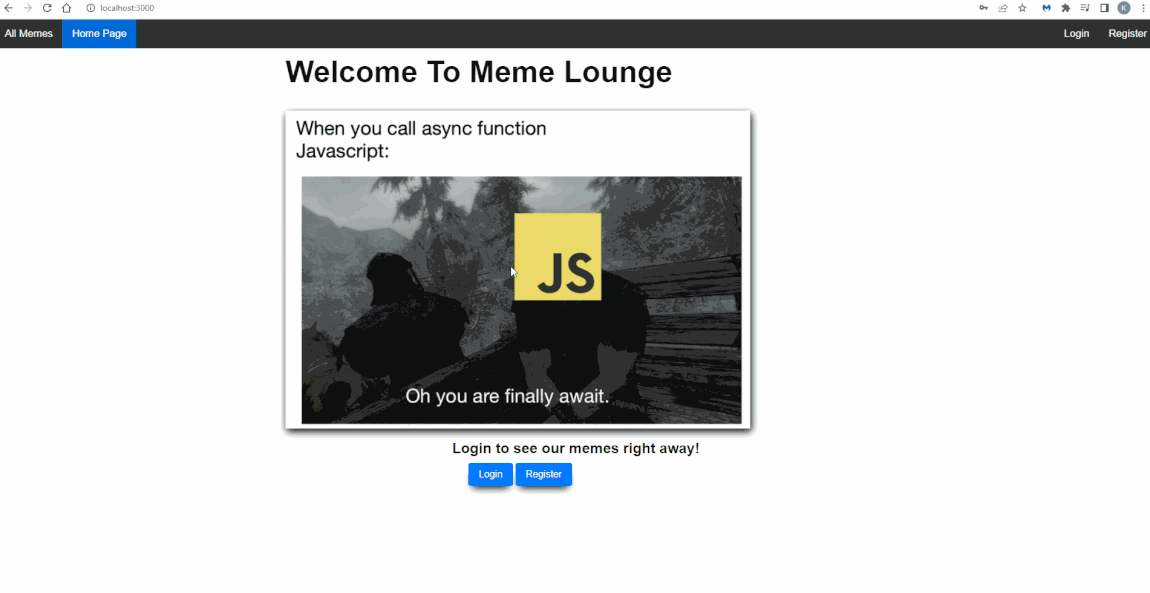 localhost:3000
K
All Memes Home Page Login Register
Welcome To Meme Lounge
When you call async function
Javascript:
JS
Oh you are finally await.
Login to see our memes right away!
Login Register